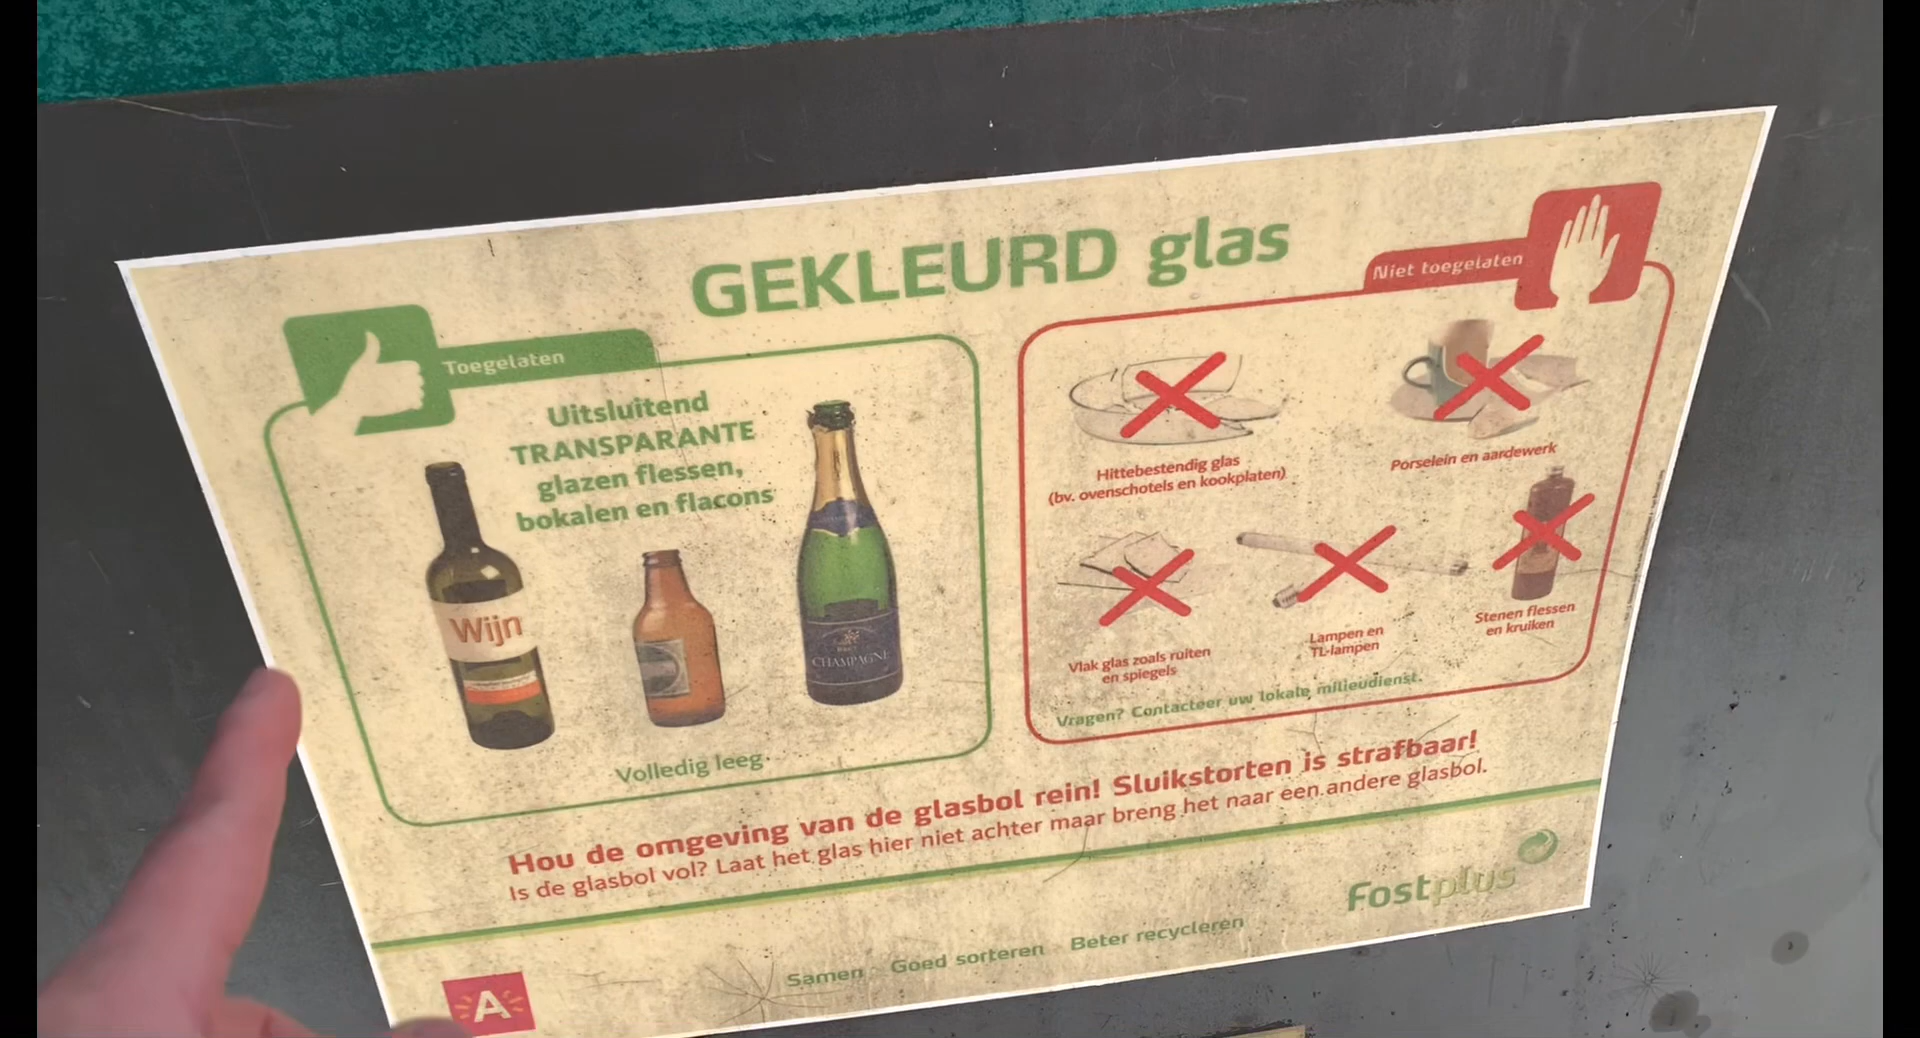 GEKLEURD glas
Toegelaten
Uitsluitend
TRANSPARANTE
glazen flessen,
bokalen en flacons
Wijn
CHAMPAGNE
Volledig leeg
Niet toegelaten
Hittebestendig glas
(bv. ovenschotels en kookplaten)
Porselein en aardewerk
Vlak glas zoals ruiten
en spiegels
Lampen en
TL-lampen
Stenen flessen
en kruiken
Vragen? Contacteer uw lokale milieudienst.
Hou de omgeving van de glasbol rein! Sluikstorten is strafbaar!
Is de glasbol vol? Laat het glas hier niet achter maar breng het naar een andere glasbol.
Fostplus
Samen Goed sorteren Beter recycleren
A